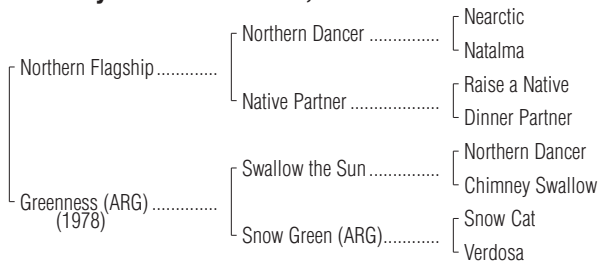 Nearctic
Northern Dancer ...............
Natalma
Northern Flagship .............
Raise a Native
Native Partner ...................
Dinner Partner
Northern Dancer
Swallow the Sun ...............
Chimney Swallow
Greenness (ARG) ..............
(1978)
Snow Cat
Snow Green (ARG)............
Verdosa